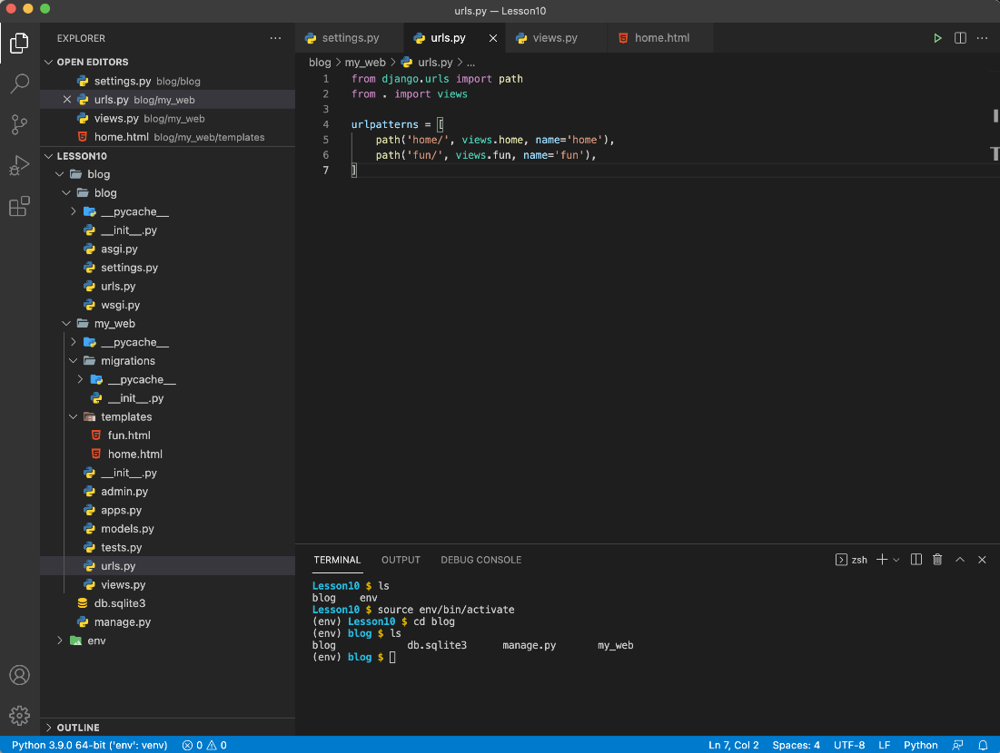 urls.py — Lesson10
EXPLORER
settings.py
urls.py
views.py
home.html
OPEN EDITORS
settings.py blog/blog
urls.py blog/my_web
views.py blog/my_web
home.html blog/my_web/templates
LESSON10
blog
blog
__pycache__
__init__.py
asgi.py
settings.py
urls.py
wsgi.py
my_web
__pycache__
migrations
__pycache__
__init__.py
templates
fun.html
home.html
__init__.py
admin.py
apps.py
models.py
tests.py
urls.py
views.py
db.sqlite3
manage.py
env
OUTLINE
blog > my_web > urls.py > ...
1 from django.urls import path
2 from . import views
3
4 urlpatterns = [
5 path('home/', views.home, name='home'),
6 path('fun/', views.fun, name='fun'),
7 ]
TERMINAL OUTPUT DEBUG CONSOLE
zsh
Lesson10 $ ls
blog env
Lesson10 $ source env/bin/activate
(env) Lesson10 $ cd blog
(env) blog $ ls
blog db.sqlite3 manage.py my_web
(env) blog $
Python 3.9.0 64-bit ('env': venv) 0 0 Ln 7, Col 2 Spaces: 4 UTF-8 LF Python